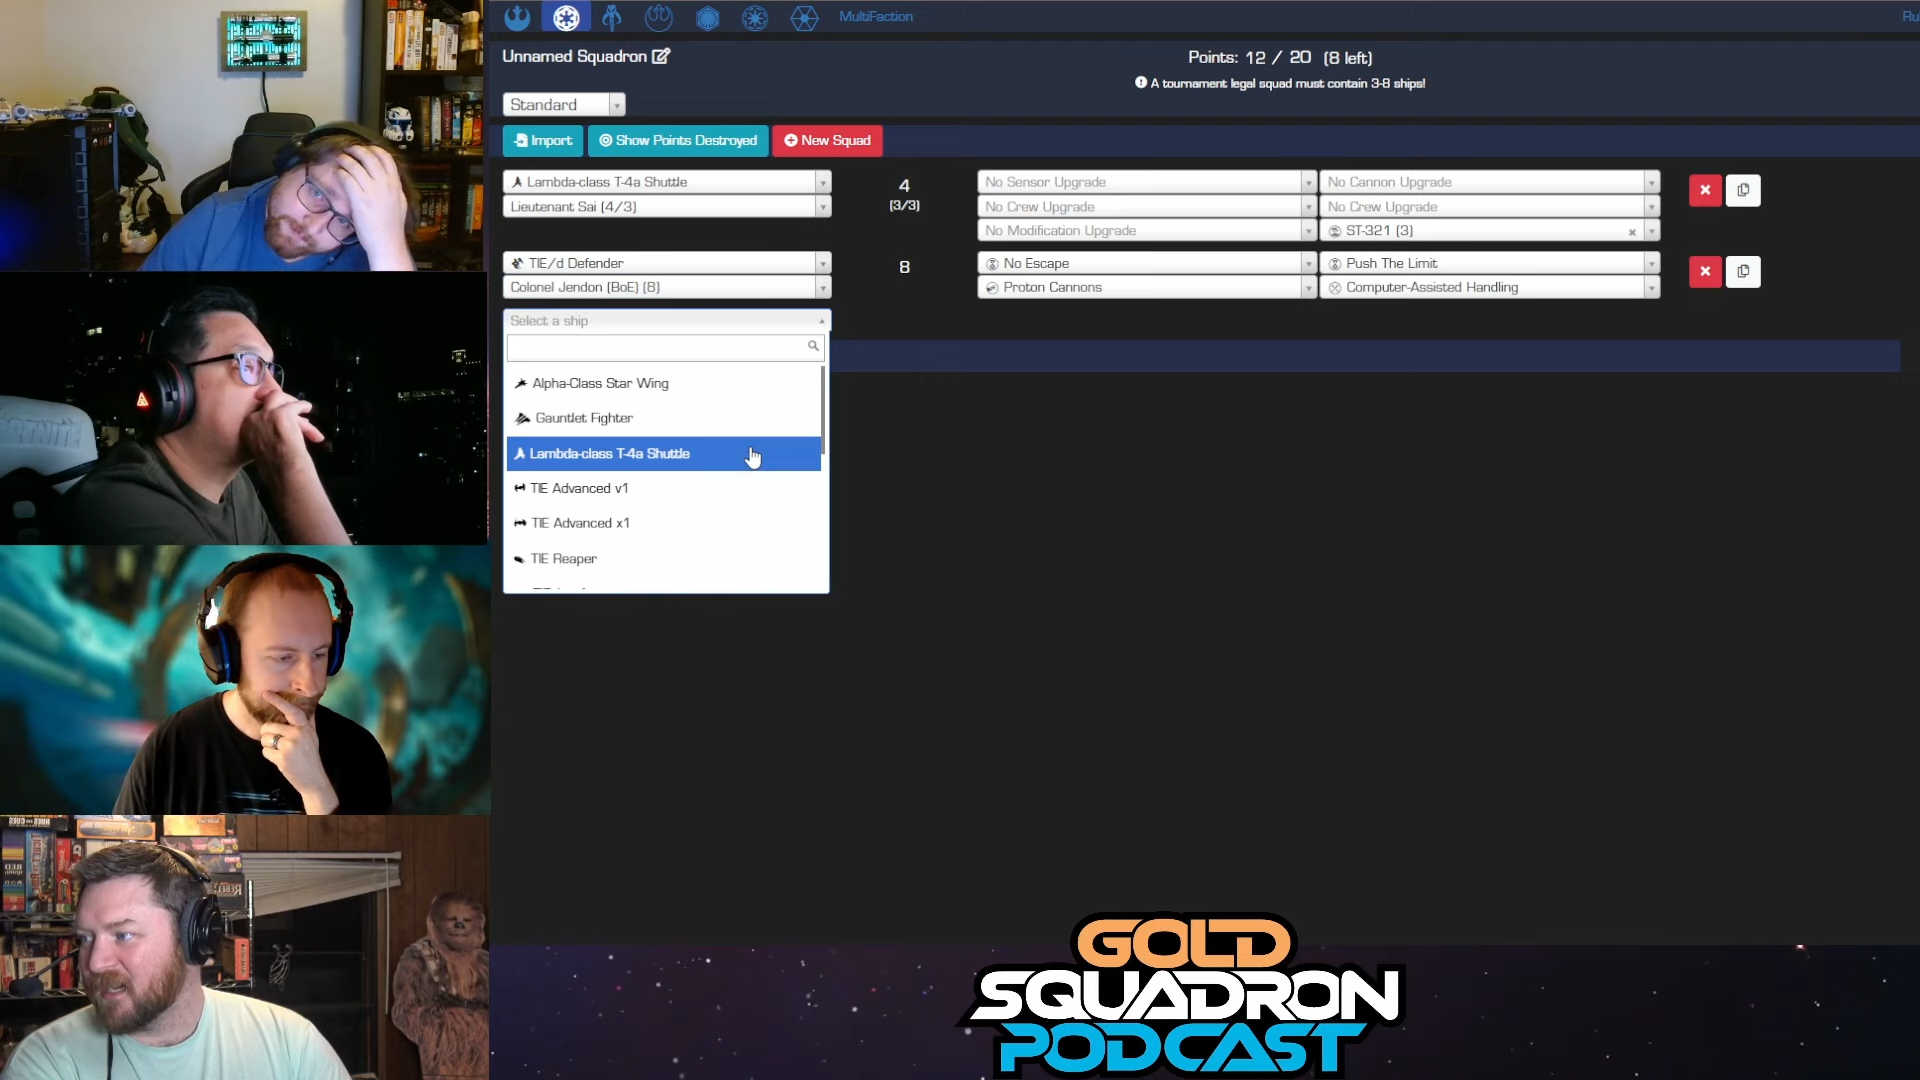 MultiFaction
Ru
Unnamed Squadron
Points: 12 / 20 (8 left)
A tournament legal squad must contain 3-8 ships!
Standard
Import
Show Points Destroyed
New Squad
Lambda-class T-4a Shuttle
4
No Sensor Upgrade
No Cannon Upgrade
Lieutenant Sai (4/3)
(3/3)
No Crew Upgrade
No Crew Upgrade
No Modification Upgrade
ST-321 (3)
TIE/d Defender
8
No Escape
Push The Limit
Colonel Jendon (BoE) (8)
Proton Cannons
Computer-Assisted Handling
Select a ship
Alpha-Class Star Wing
Gauntlet Fighter
Lambda-class T-4a Shuttle
TIE Advanced v1
TIE Advanced x1
TIE Reaper
GOLD
SQUADRON
PODCAST